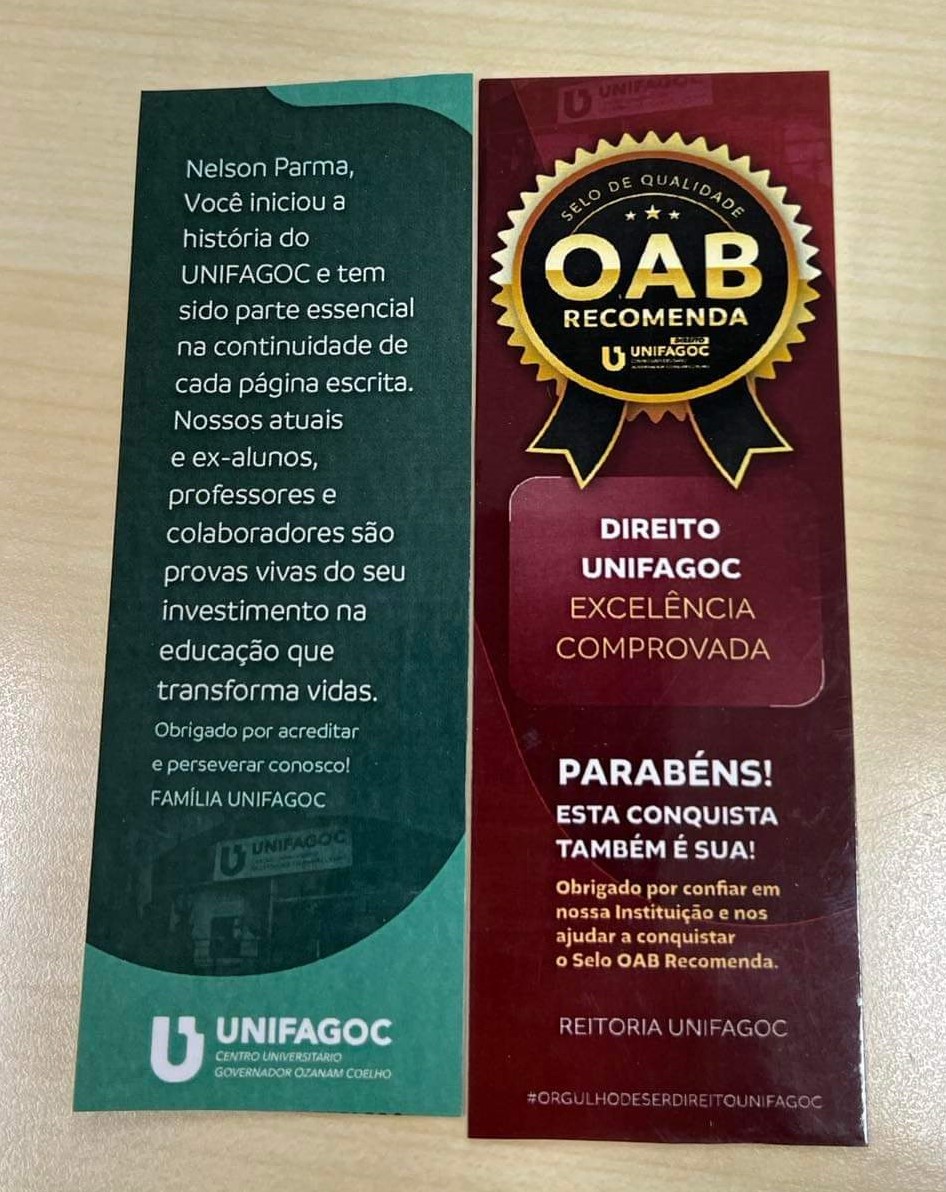 Nelson Parma,
Você iniciou a
história do
UNIFAGOC e tem
sido parte essencial
na continuidade de
cada página escrita.
Nossos atuais
e ex-alunos,
professores e
colaboradores são
provas vivas do seu
investimento na
educação que
transforma vidas.
Obrigado por acreditar
e perseverar conosco!
FAMÍLIA UNIFAGOC
UNIFAGOC
UNIFAGOC
CENTRO UNIVERSITÁRIO
GOVERNADOR OZANAM COELHO
UNIFAGOC
SELO DE QUALIDADE
OAB
RECOMENDA
DIREITO
UNIFAGOC
DIREITO
UNIFAGOC
EXCELÊNCIA
COMPROVADA
PARABÉNS!
ESTA CONQUISTA
TAMBÉM É SUA!
Obrigado por confiar em
nossa Instituição e nos
ajudar a conquistar
o Selo OAB Recomenda.
REITORIA UNIFAGOC
#ORGULHODESERDIREITOUNIFAGOC